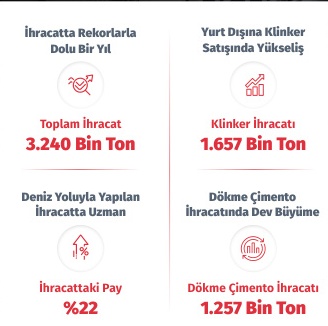 İhracatta Rekorlarla
Dolu Bir Yıl
Toplam İhracat
3.240 Bin Ton
Yurt Dışına Klinker
Satışında Yükseliş
Klinker İhracatı
1.657 Bin Ton
Deniz Yoluyla Yapılan
İhracatta Uzman
%
İhracattaki Pay
%22
Dökme Çimento
İhracatında Dev Büyüme
Dökme Çimento İhracatı
1.257 Bin Ton